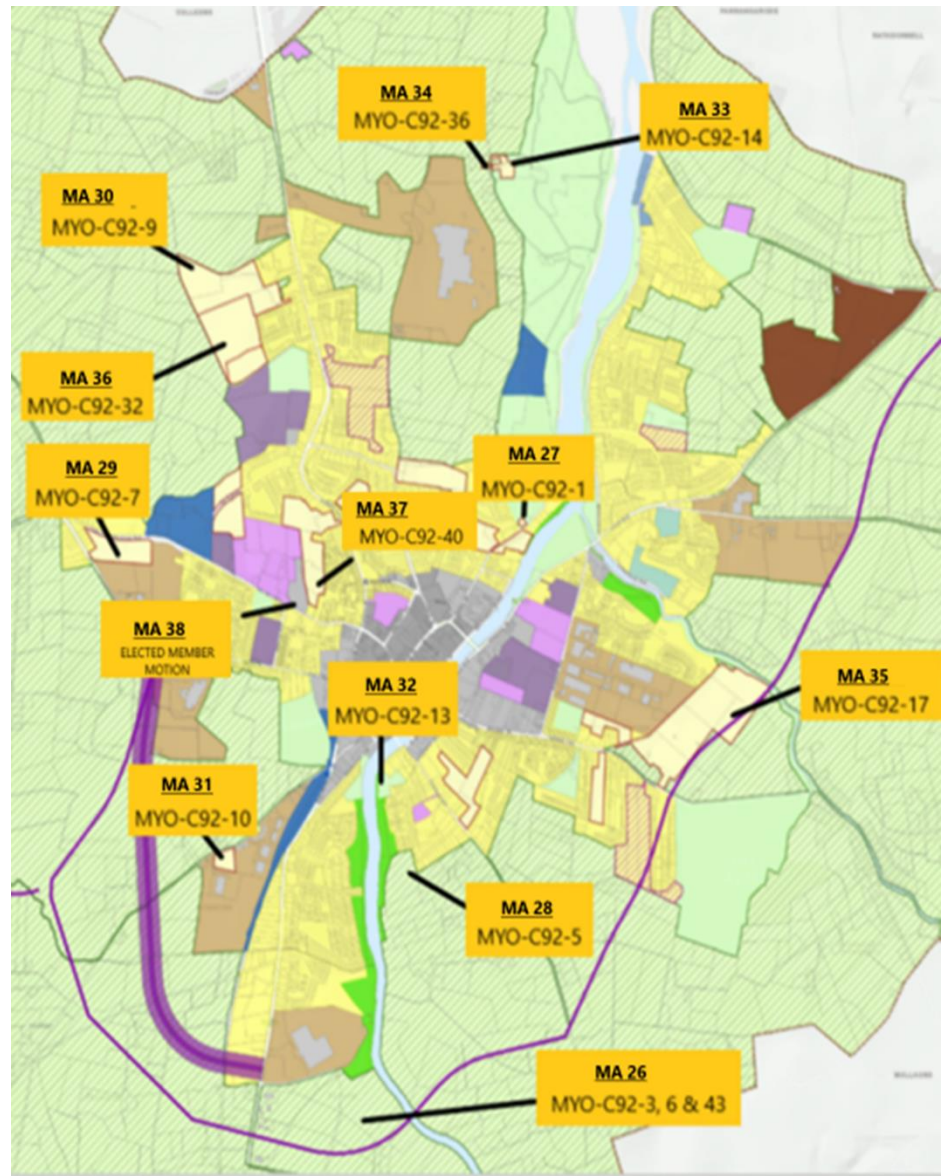 MA 34
MYO-C92-36
MA 33
MYO-C92-14
MA 30
MYO-C92-9
MA 36
MYO-C92-32
MA 29
MYO-C92-7
MA 27
MYO-C92-1
MA 37
MYO-C92-40
MA 38
ELECTED MEMBER
MOTION
MA 32
MYO-C92-13
MA 35
MYO-C92-17
MA 31
MYO-C92-10
MA 28
MYO-C92-5
MA 26
MYO-C92-3, 6 & 43